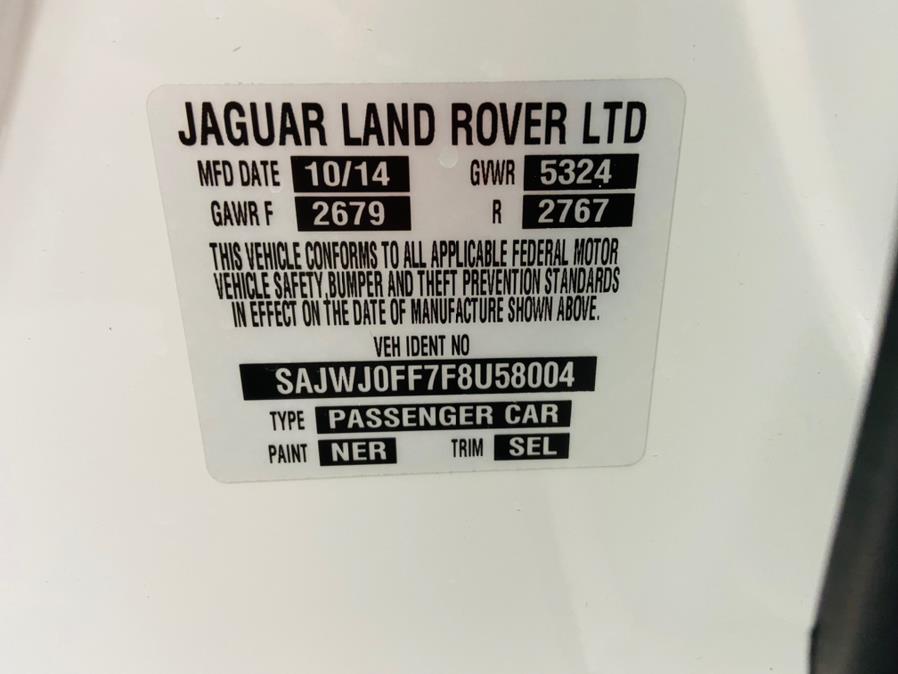 JAGUAR LAND ROVER LTD
MFD DATE 10/14 GVWR 5324
GAWR F 2679 R 2767
THIS VEHICLE CONFORMS TO ALL APPLICABLE FEDERAL MOTOR
VEHICLE SAFETY,BUMPER AND THEFT PREVENTION STANDARDS
IN EFFECT ON THE DATE OF MANUFACTURE SHOWN ABOVE.
VEH IDENT NO
SAJWJ0FF7F8U58004
TYPE PASSENGER CAR
PAINT NER TRIM SEL